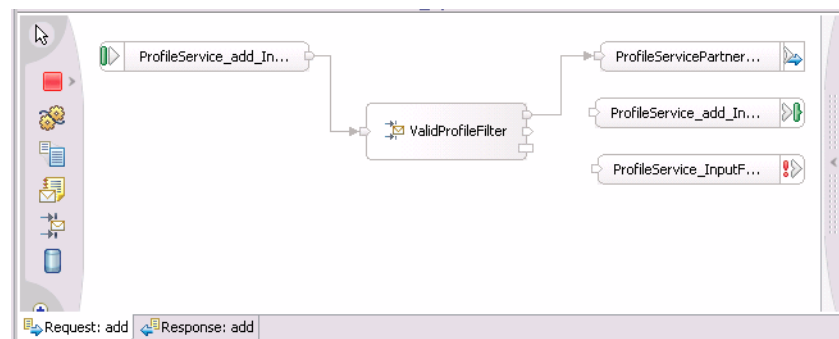 ProfileService_add_In...
ProfileServicePartner...
ValidProfileFilter
ProfileService_add_In...
ProfileService_InputF...
Request: add
Response: add